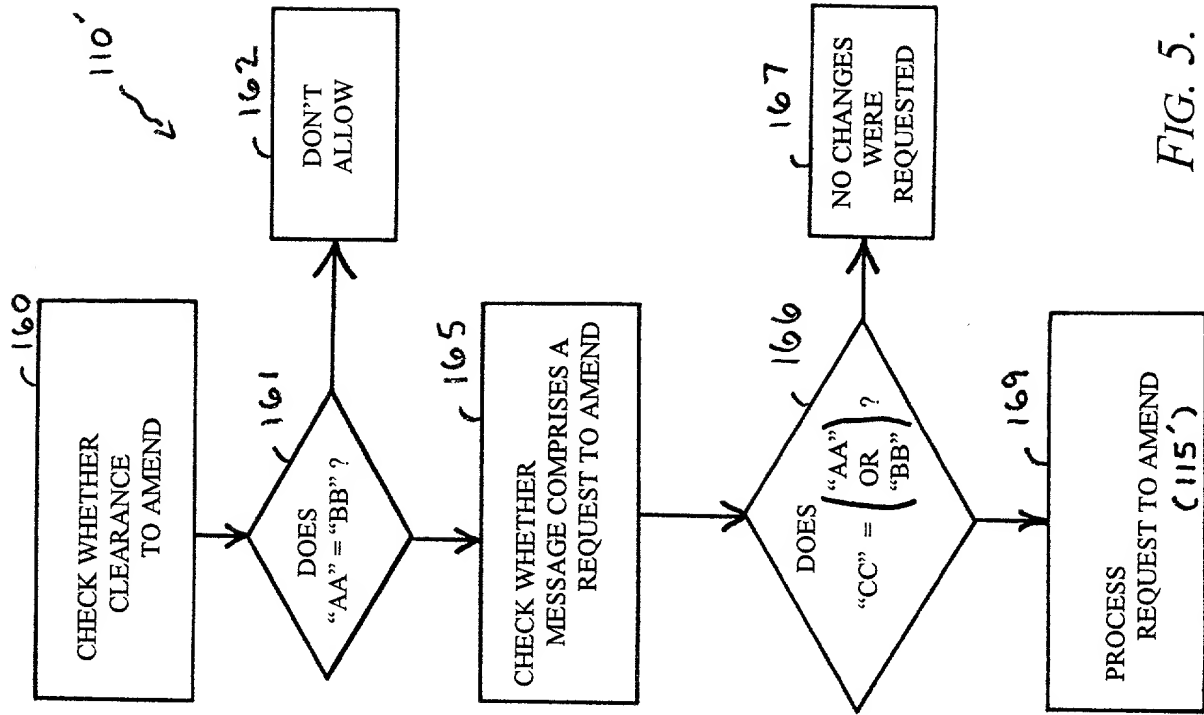 110′
160
CHECK WHETHER
CLEARANCE
TO AMEND
161
DOES
“AA” = “BB” ?
162
DON’T
ALLOW
165
CHECK WHETHER
MESSAGE COMPRISES A
REQUEST TO AMEND
166
DOES
“CC” = ( “AA” OR “BB” ) ?
167
NO CHANGES
WERE
REQUESTED
169
PROCESS
REQUEST TO AMEND
(115′)
FIG. 5.